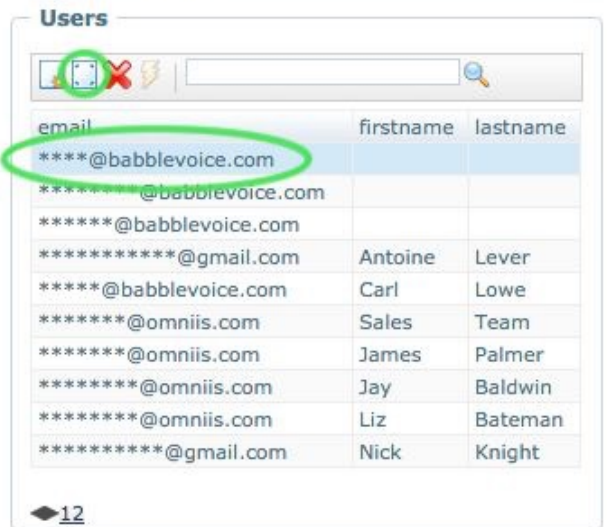 Users
email firstname lastname
****@babblevoice.com
********@babblevoice.com
******@babblevoice.com
***********@gmail.com Antoine Lever
*****@babblevoice.com Carl Lowe
*******@omniis.com Sales Team
*******@omniis.com James Palmer
********@omniis.com Jay Baldwin
********@omniis.com Liz Bateman
**********@gmail.com Nick Knight
12